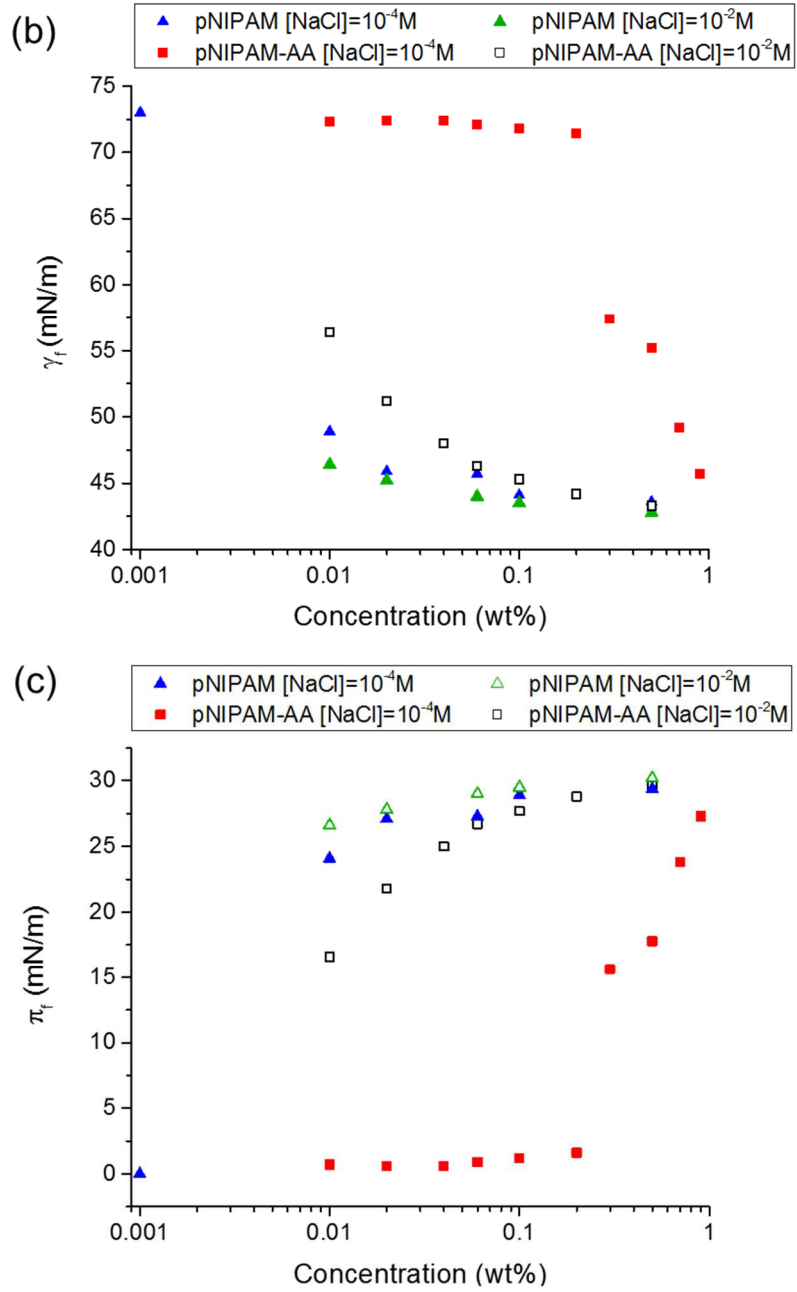 (b)
pNIPAM [NaCl]=10⁻⁴M pNIPAM [NaCl]=10⁻²M
pNIPAM-AA [NaCl]=10⁻⁴M pNIPAM-AA [NaCl]=10⁻²M
75
70
65
60
55
50
45
40
γf (mN/m)
0.001 0.01 0.1 1
Concentration (wt%)
(c)
pNIPAM [NaCl]=10⁻⁴M pNIPAM [NaCl]=10⁻²M
pNIPAM-AA [NaCl]=10⁻⁴M pNIPAM-AA [NaCl]=10⁻²M
30
25
20
15
10
5
0
πf (mN/m)
0.001 0.01 0.1 1
Concentration (wt%)